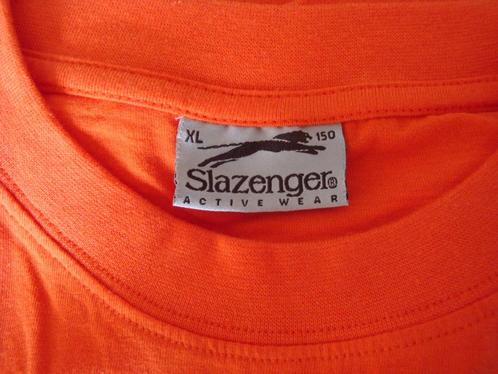 XL 150
Slazenger®
ACTIVE WEAR